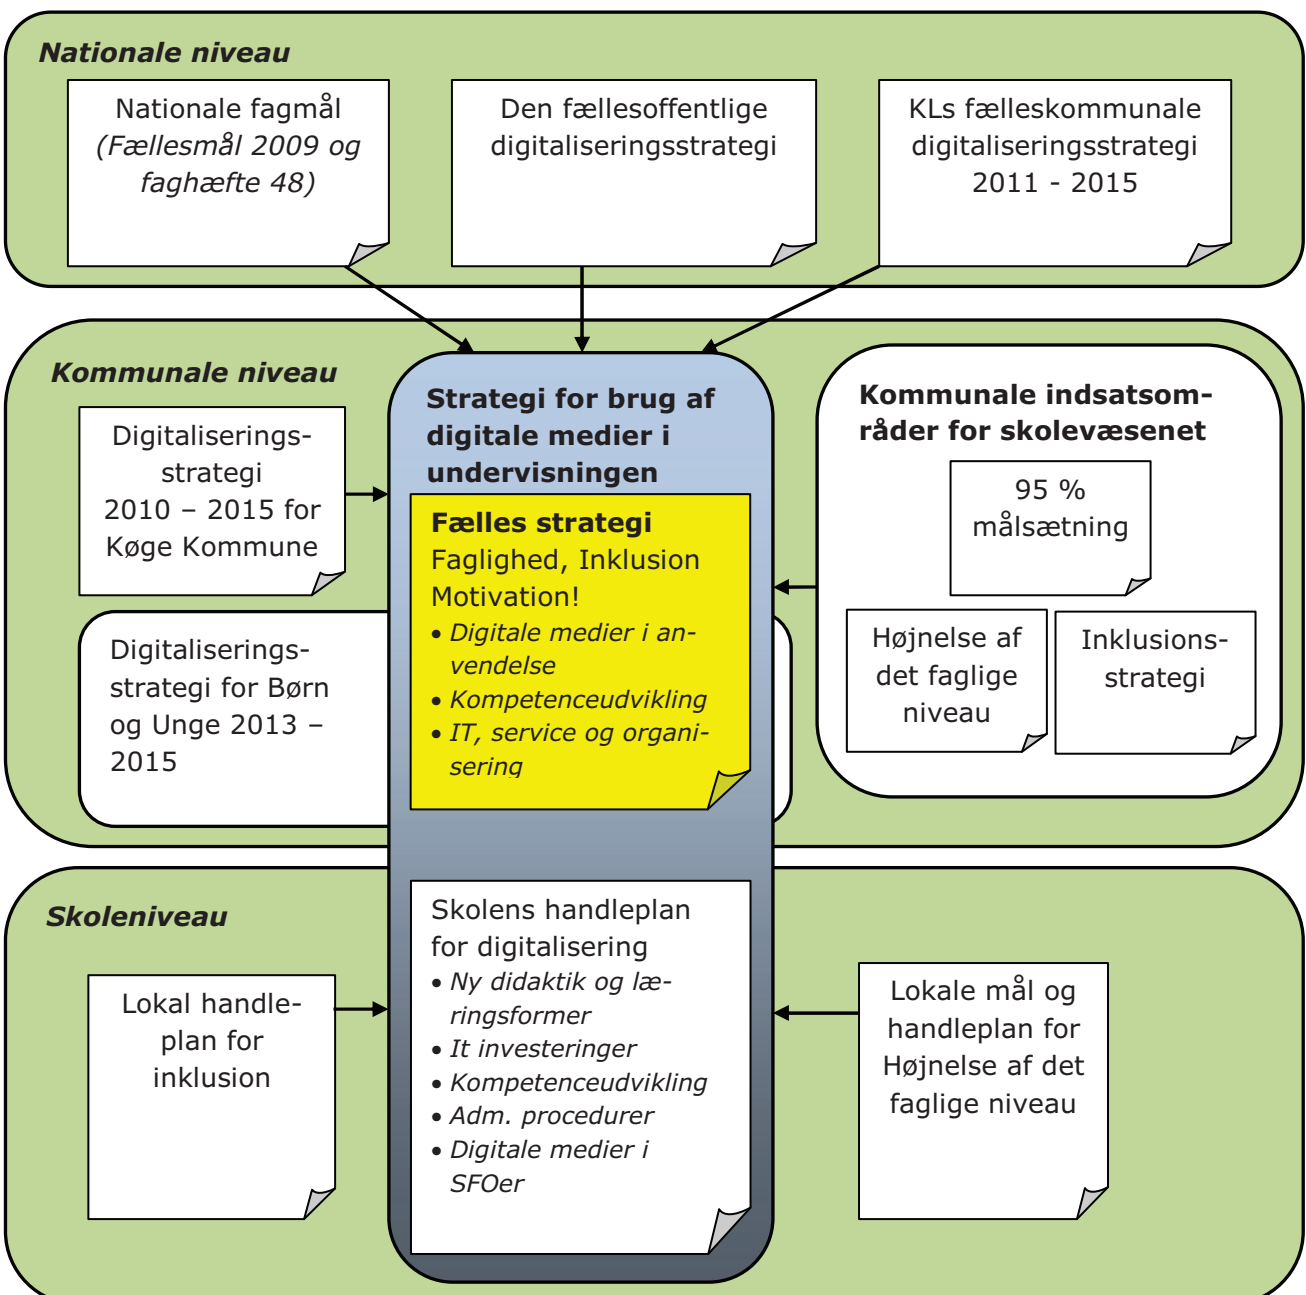 Nationale niveau
Nationale fagmål
(Fællesmål 2009 og
faghæfte 48)
Den fællesoffentlige
digitaliseringsstrategi
KLs fælleskommunale
digitaliseringsstrategi
2011 - 2015
Kommunale niveau
Digitaliserings-
strategi
2010 – 2015 for
Køge Kommune
Digitaliserings-
strategi for Børn
og Unge 2013 –
2015
Strategi for brug af
digitale medier i
undervisningen
Fælles strategi
Faglighed, Inklusion
Motivation!
• Digitale medier i an-
vendelse
• Kompetenceudvikling
• IT, service og organi-
sering
Kommunale indsatsom-
råder for skolevæsenet
95 %
målsætning
Højnelse af
det faglige
niveau
Inklusions-
strategi
Skoleniveau
Lokal handle-
plan for
inklusion
Skolens handleplan
for digitalisering
• Ny didaktik og læ-
ringsformer
• It investeringer
• Kompetenceudvikling
• Adm. procedurer
• Digitale medier i
SFOer
Lokale mål og
handleplan for
Højnelse af det
faglige niveau